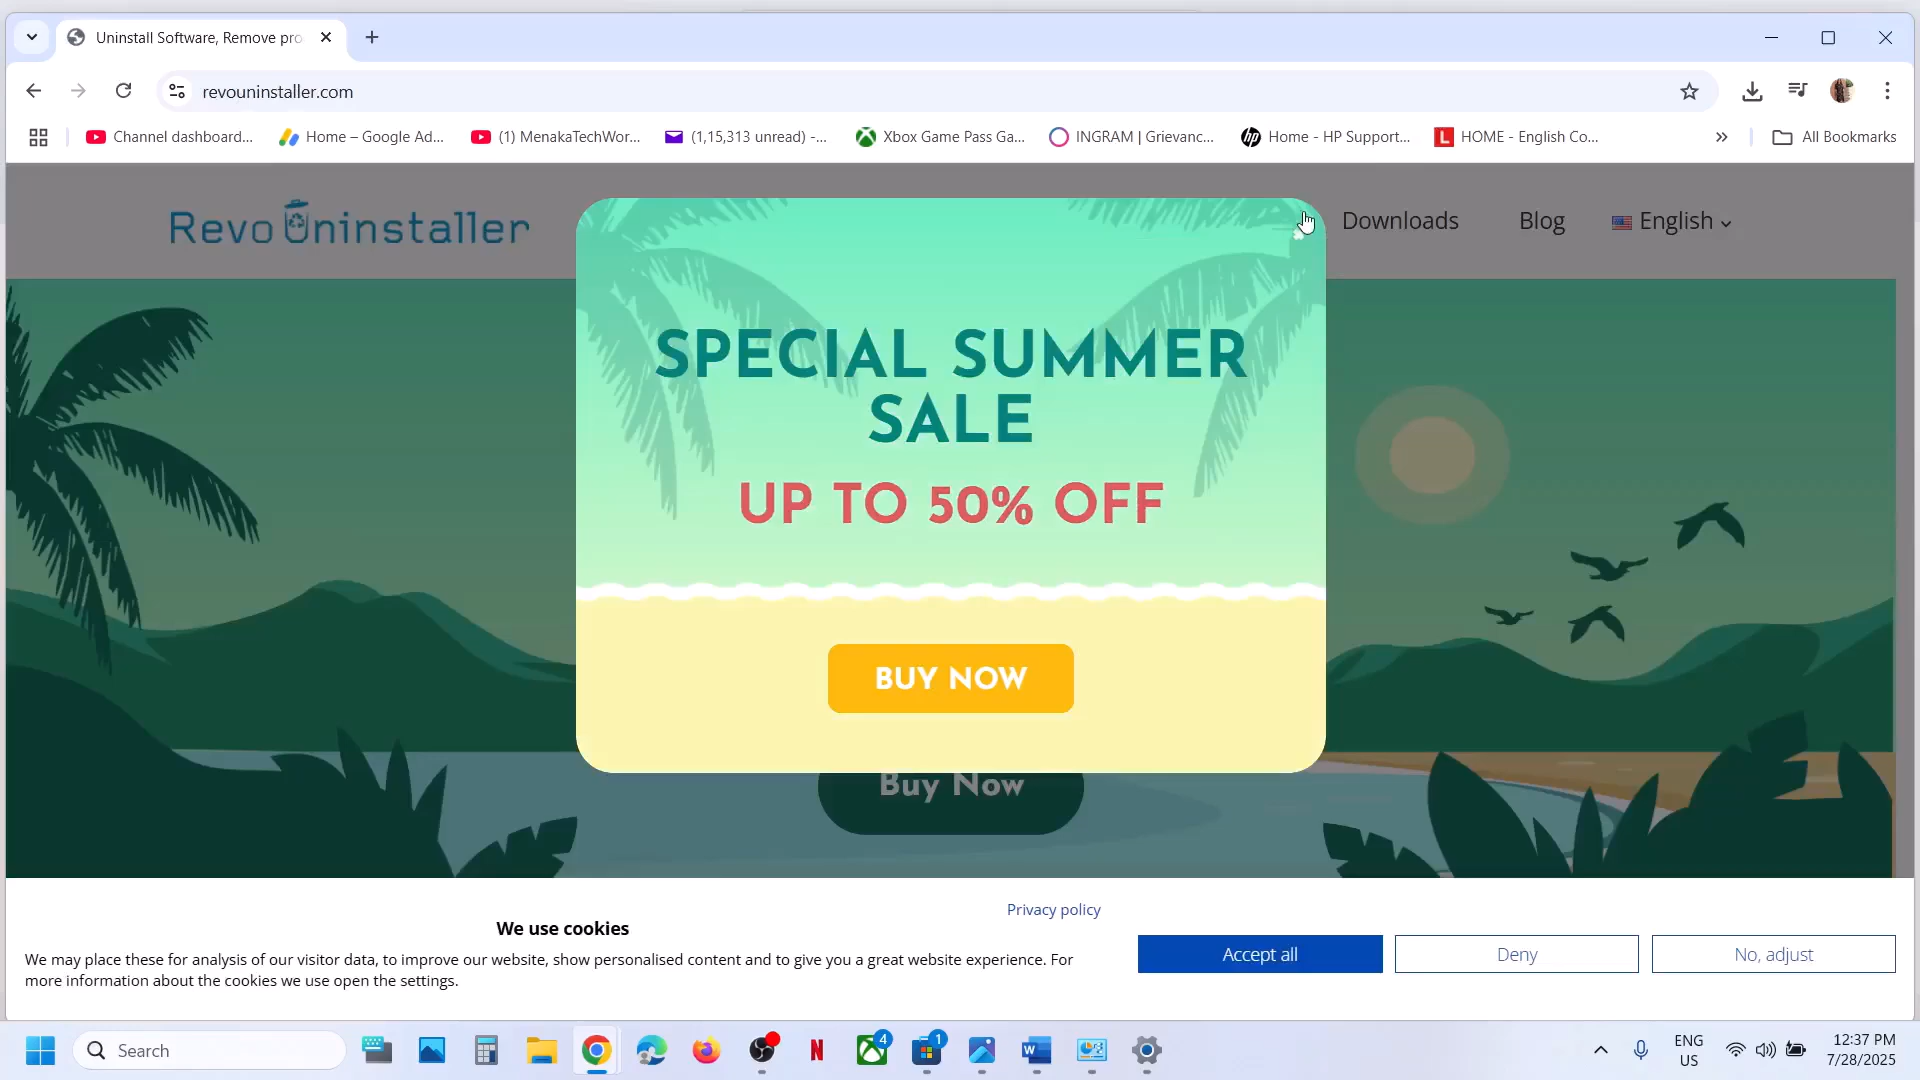 Uninstall Software, Remove pro
revouninstaller.com
Channel dashboard...
Home – Google Ad...
(1) MenakaTechWor...
(1,15,313 unread) -...
Xbox Game Pass Ga...
INGRAM | Grievanc...
Home - HP Support...
HOME - English Co...
All Bookmarks
Revo Uninstaller
Downloads
Blog
English
SPECIAL SUMMER
SALE
UP TO 50% OFF
BUY NOW
Buy Now
We use cookies
Privacy policy
We may place these for analysis of our visitor data, to improve our website, show personalised content and to give you a great website experience. For
more information about the cookies we use open the settings.
Accept all
Deny
No, adjust
Search
4
1
ENG
US
12:37 PM
7/28/2025